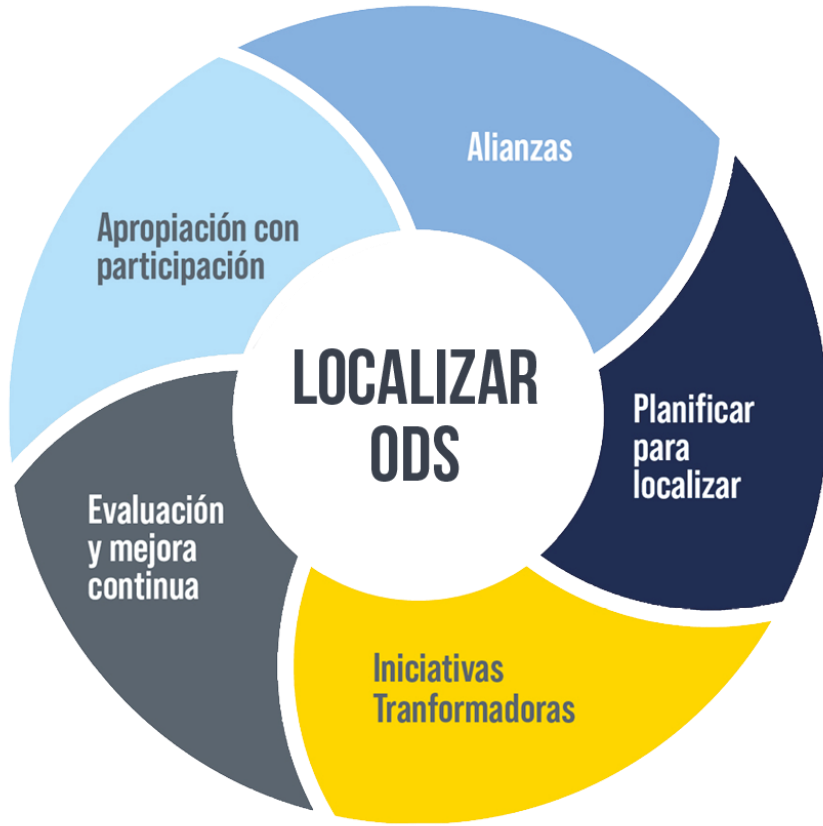 Alianzas
Apropiación con
participación
LOCALIZAR
ODS
Planificar
para
localizar
Evaluación
y mejora
continua
Iniciativas
Tranformadoras